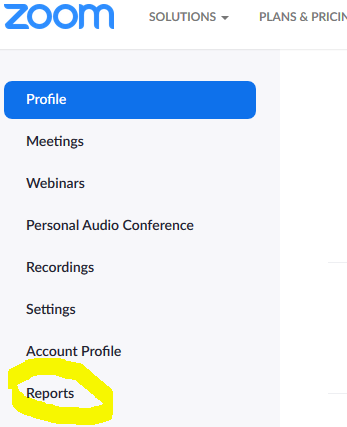 zoom SOLUTIONS PLANS & PRICIN
Profile
Meetings
Webinars
Personal Audio Conference
Recordings
Settings
Account Profile
Reports